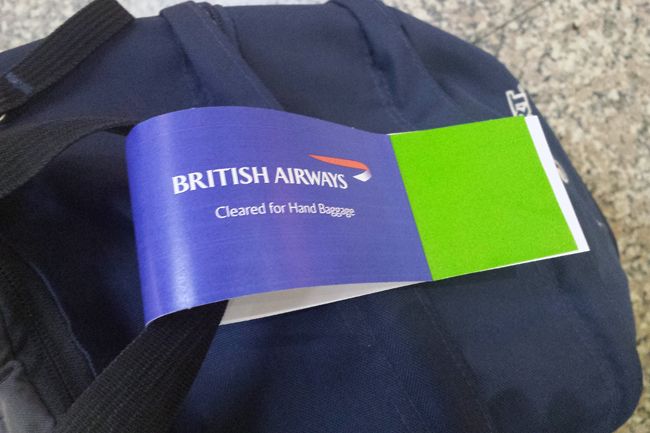 BRITISH AIRWAYS
Cleared for Hand Baggage